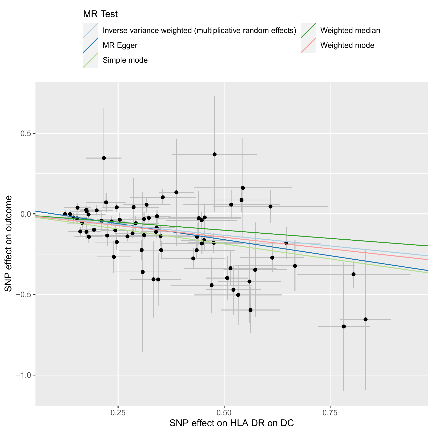 MR Test
Inverse variance weighted (multiplicative random effects)
Weighted median
MR Egger
Weighted mode
Simple mode
SNP effect on outcome
0.5
0.0
−0.5
−1.0
0.25
0.50
0.75
SNP effect on HLA DR on DC